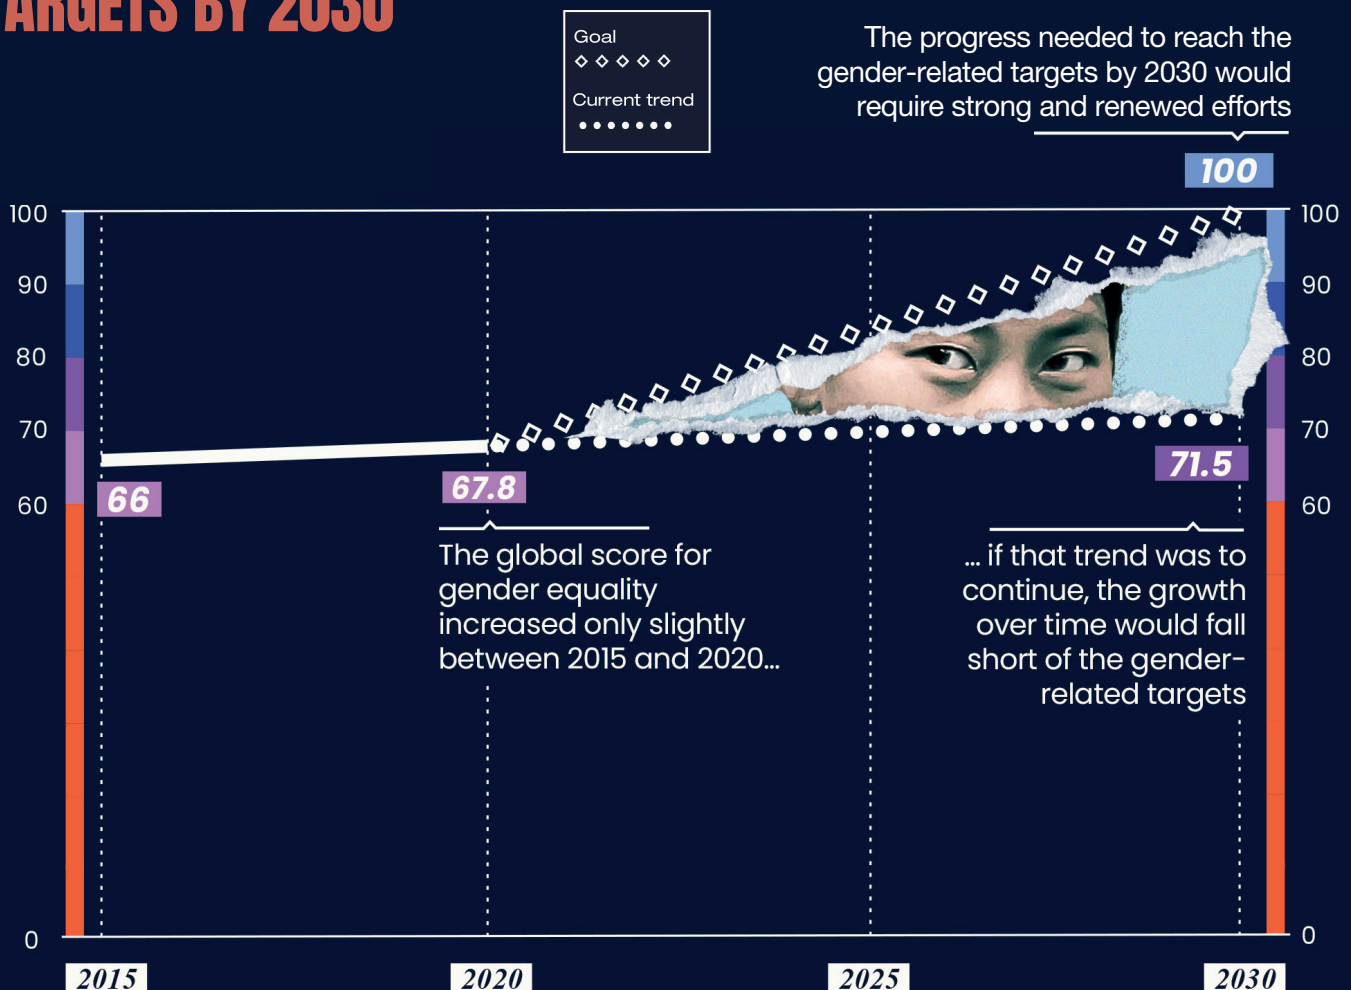 ARGETS BY 2030
Goal
Current trend
The progress needed to reach the
gender-related targets by 2030 would
require strong and renewed efforts
100
100
90
80
70
60
0
100
90
80
70
60
0
66
67.8
71.5
The global score for
gender equality
increased only slightly
between 2015 and 2020...
... if that trend was to
continue, the growth
over time would fall
short of the gender-
related targets
2015
2020
2025
2030